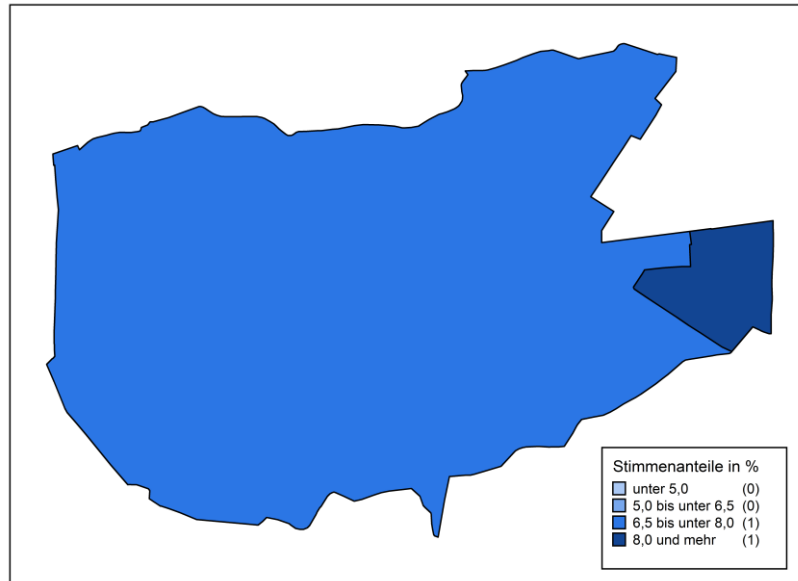 Stimmenanteile in %
unter 5,0 (0)
5,0 bis unter 6,5 (0)
6,5 bis unter 8,0 (1)
8,0 und mehr (1)